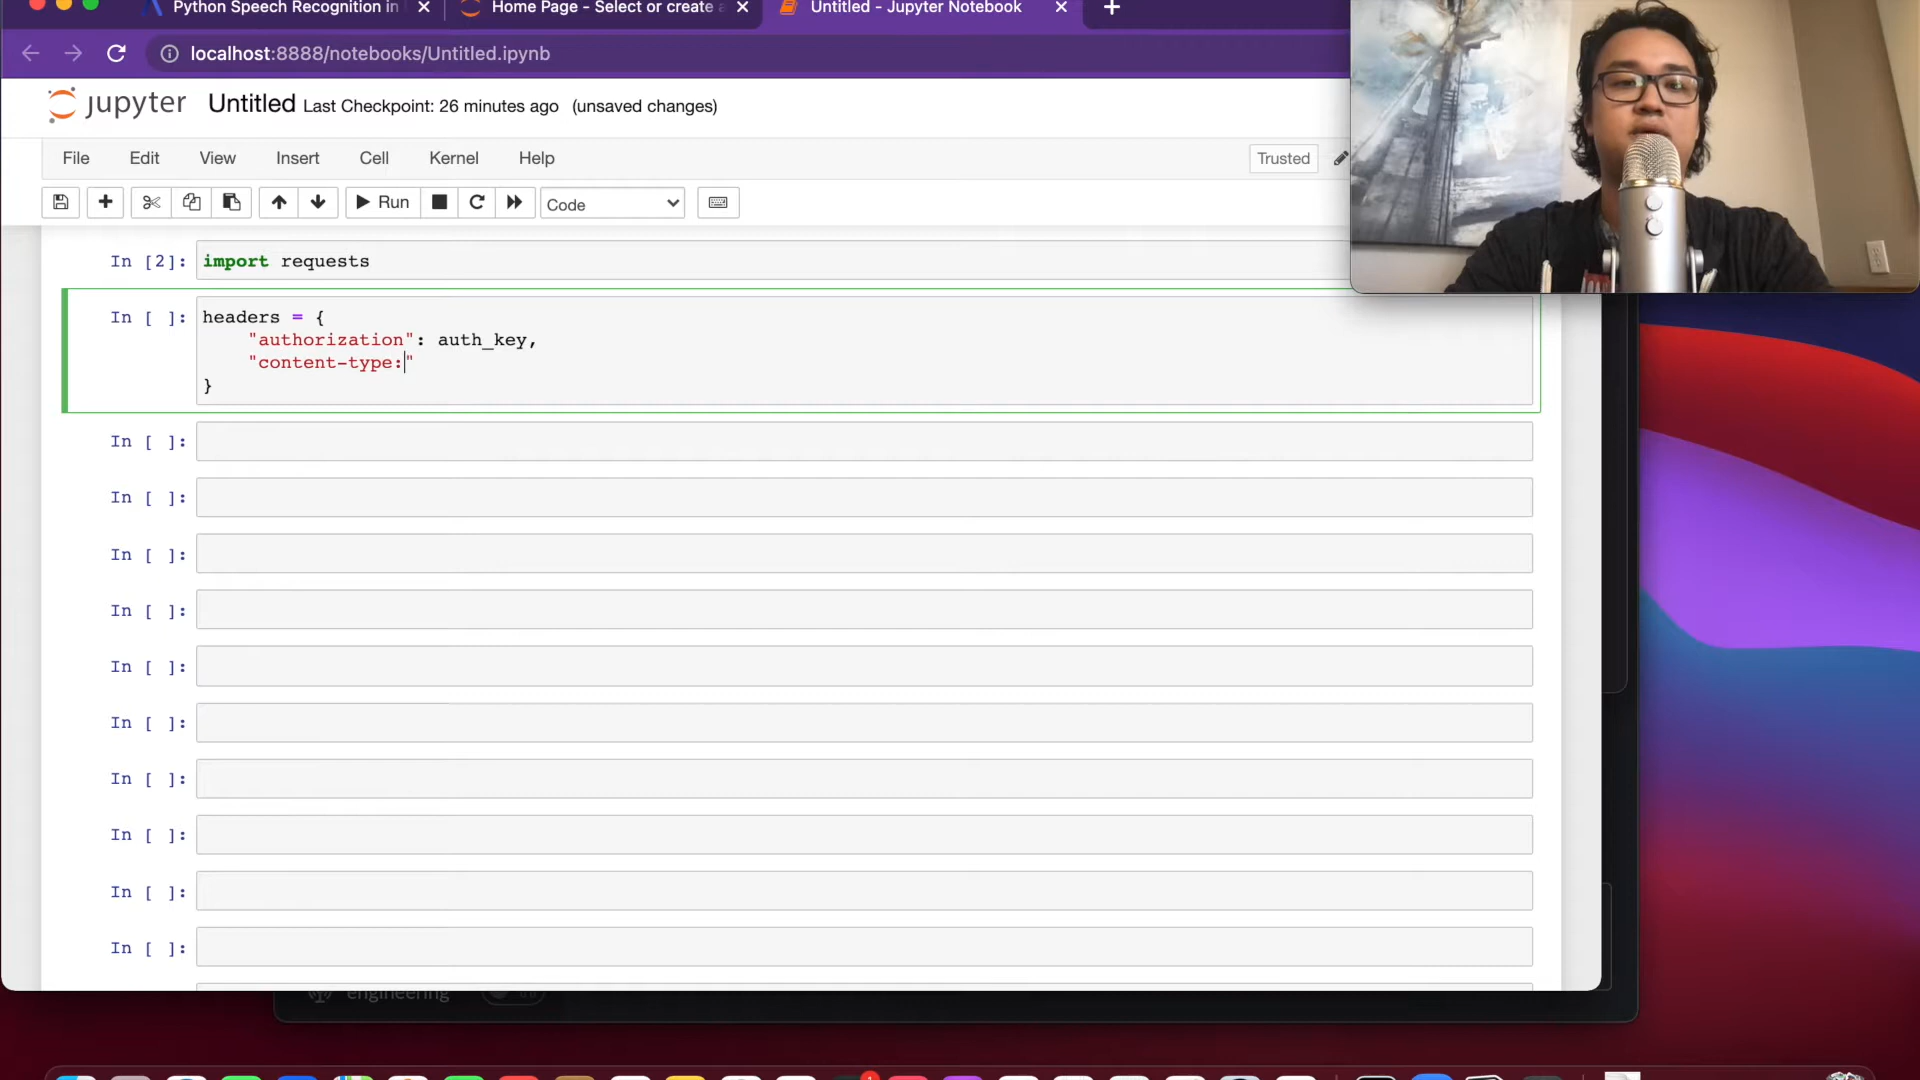 Python Speech Recognition in
Home Page - Select or create a
Untitled - Jupyter Notebook
localhost:8888/notebooks/Untitled.ipynb
jupyter Untitled Last Checkpoint: 26 minutes ago (unsaved changes)
File Edit View Insert Cell Kernel Help
Trusted
Run
Code
In [2]: import requests
In [ ]: headers = {
"authorization": auth_key,
"content-type:"
}
In [ ]:
In [ ]:
In [ ]:
In [ ]:
In [ ]:
In [ ]:
In [ ]:
In [ ]:
In [ ]:
In [ ]:
engineering